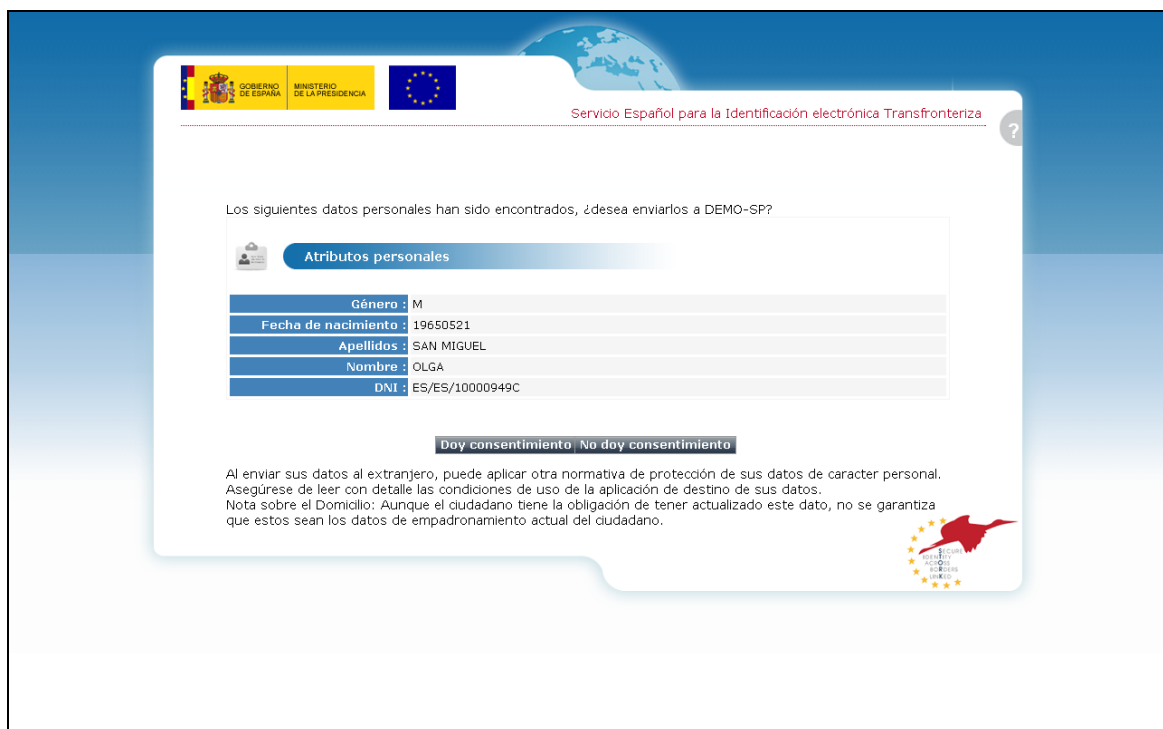 GOBIERNO
DE ESPAÑA
MINISTERIO
DE LA PRESIDENCIA
Servicio Español para la Identificación electrónica Transfronteriza
?
Los siguientes datos personales han sido encontrados, ¿desea enviarlos a DEMO-SP?
Atributos personales
Género : M
Fecha de nacimiento : 19650521
Apellidos : SAN MIGUEL
Nombre : OLGA
DNI : ES/ES/10000949C
Doy consentimiento No doy consentimiento
Al enviar sus datos al extranjero, puede aplicar otra normativa de protección de sus datos de caracter personal.
Asegúrese de leer con detalle las condiciones de uso de la aplicación de destino de sus datos.
Nota sobre el Domicilio: Aunque el ciudadano tiene la obligación de tener actualizado este dato, no se garantiza
que estos sean los datos de empadronamiento actual del ciudadano.
SECURE
IDENTITY
ACROSS
BORDERS
LINKED